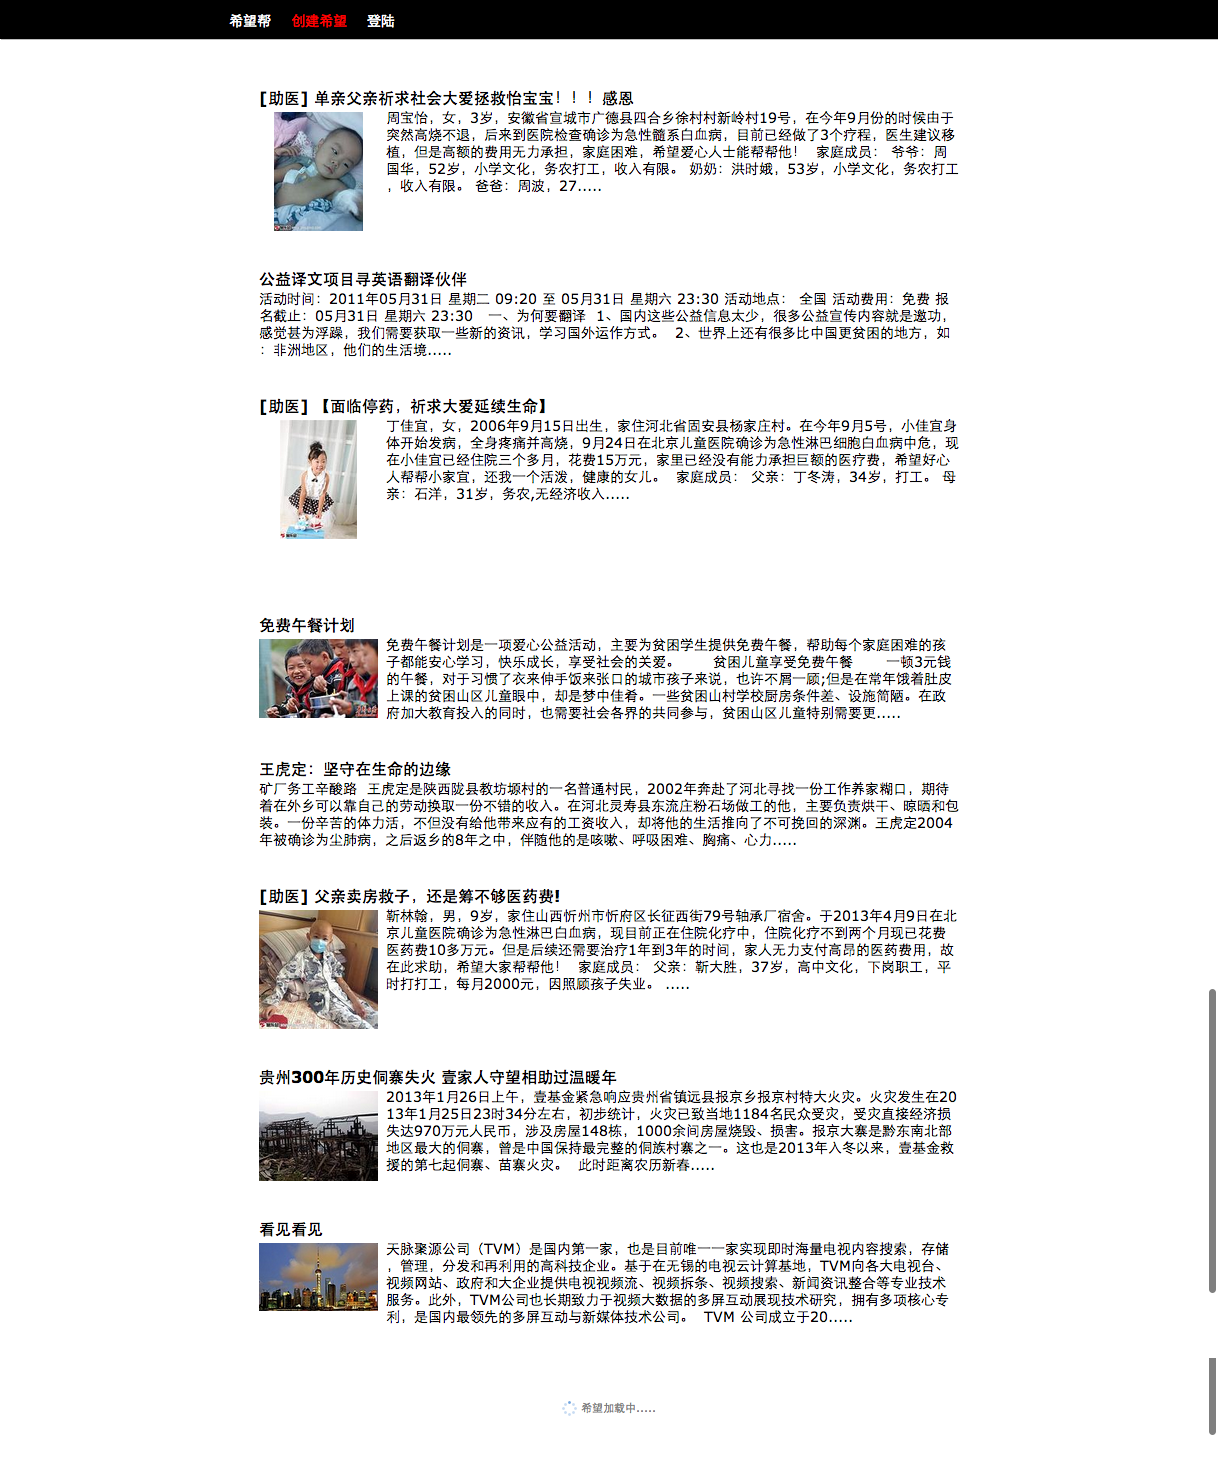 希望帮 创建希望 登陆
[助医] 单亲父亲祈求社会大爱拯救怡宝宝！！！感恩
周宝怡，女，3岁，安徽省宣城市广德县四合乡徐村村新岭村19号，在今年9月份的时候由于
突然高烧不退，后来到医院检查确诊为急性髓系白血病，目前已经做了3个疗程，医生建议移
植，但是高额的费用无力承担，家庭困难，希望爱心人士能帮帮他！ 家庭成员： 爷爷：周
国华，52岁，小学文化，务农打工，收入有限。 奶奶：洪时娥，53岁，小学文化，务农打工
，收入有限。 爸爸：周波，27.....
公益译文项目寻英语翻译伙伴
活动时间：2011年05月31日 星期二 09:20 至 05月31日 星期六 23:30 活动地点： 全国 活动费用：免费 报
名截止：05月31日 星期六 23:30 一、为何要翻译 1、国内这些公益信息太少，很多公益宣传内容就是邀功，
感觉甚为浮躁，我们需要获取一些新的资讯，学习国外运作方式。 2、世界上还有很多比中国更贫困的地方，如
：非洲地区，他们的生活境.....
[助医] 【面临停药，祈求大爱延续生命】
丁佳宜，女，2006年9月15日出生，家住河北省固安县杨家庄村。在今年9月5号，小佳宜身
体开始发病，全身疼痛并高烧，9月24日在北京儿童医院确诊为急性淋巴细胞白血病中危，现
在小佳宜已经住院三个多月，花费15万元，家里已经没有能力承担巨额的医疗费，希望好心
人帮帮小家宜，还我一个活泼，健康的女儿。 家庭成员： 父亲：丁冬涛，34岁，打工。 母
亲：石洋，31岁，务农,无经济收入.....
免费午餐计划
免费午餐计划是一项爱心公益活动，主要为贫困学生提供免费午餐，帮助每个家庭困难的孩
子都能安心学习，快乐成长，享受社会的关爱。 贫困儿童享受免费午餐 一顿3元钱
的午餐，对于习惯了衣来伸手饭来张口的城市孩子来说，也许不屑一顾;但是在常年饿着肚皮
上课的贫困山区儿童眼中，却是梦中佳肴。一些贫困山村学校厨房条件差、设施简陋。在政
府加大教育投入的同时，也需要社会各界的共同参与，贫困山区儿童特别需要更.....
王虎定：坚守在生命的边缘
矿厂务工辛酸路 王虎定是陕西陇县教坊塬村的一名普通村民，2002年奔赴了河北寻找一份工作养家糊口，期待
着在外乡可以靠自己的劳动换取一份不错的收入。在河北灵寿县东流庄粉石场做工的他，主要负责烘干、晾晒和包
装。一份辛苦的体力活，不但没有给他带来应有的工资收入，却将他的生活推向了不可挽回的深渊。王虎定2004
年被确诊为尘肺病，之后返乡的8年之中，伴随他的是咳嗽、呼吸困难、胸痛、心力.....
[助医] 父亲卖房救子，还是筹不够医药费!
靳林翰，男，9岁，家住山西忻州市忻府区长征西街79号轴承厂宿舍。于2013年4月9日在北
京儿童医院确诊为急性淋巴白血病，现目前正在住院化疗中，住院化疗不到两个月现已花费
医药费10多万元。但是后续还需要治疗1年到3年的时间，家人无力支付高昂的医药费用，故
在此求助，希望大家帮帮他！ 家庭成员： 父亲：靳大胜，37岁，高中文化，下岗职工，平
时打打工，每月2000元，因照顾孩子失业。 .....
贵州300年历史侗寨失火 壹家人守望相助过温暖年
2013年1月26日上午，壹基金紧急响应贵州省镇远县报京乡报京村特大火灾。火灾发生在20
13年1月25日23时34分左右，初步统计，火灾已致当地1184名民众受灾，受灾直接经济损
失达970万元人民币，涉及房屋148栋，1000余间房屋烧毁、损害。报京大寨是黔东南北部
地区最大的侗寨，曾是中国保持最完整的侗族村寨之一。这也是2013年入冬以来，壹基金救
援的第七起侗寨、苗寨火灾。 此时距离农历新春.....
看见看见
天脉聚源公司（TVM）是国内第一家，也是目前唯一一家实现即时海量电视内容搜索，存储
，管理，分发和再利用的高科技企业。基于在无锡的电视云计算基地，TVM向各大电视台、
视频网站、政府和大企业提供电视视频流、视频拆条、视频搜索、新闻资讯整合等专业技术
服务。此外，TVM公司也长期致力于视频大数据的多屏互动展现技术研究，拥有多项核心专
利，是国内最领先的多屏互动与新媒体技术公司。 TVM 公司成立于20.....
希望加载中.....